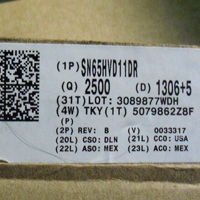 (1P) SN65HVD11DR
(Q) 2500 (D) 1306+5
(31T) LOT: 3089877WDH
(4W) TKY (1T) 5079862Z8F
(P)
(2P) REV: B (V) 0033317
(20L) CSO: DLN (21L) CCO: USA
(22L) ASO: MEX (23L) ACO: MEX